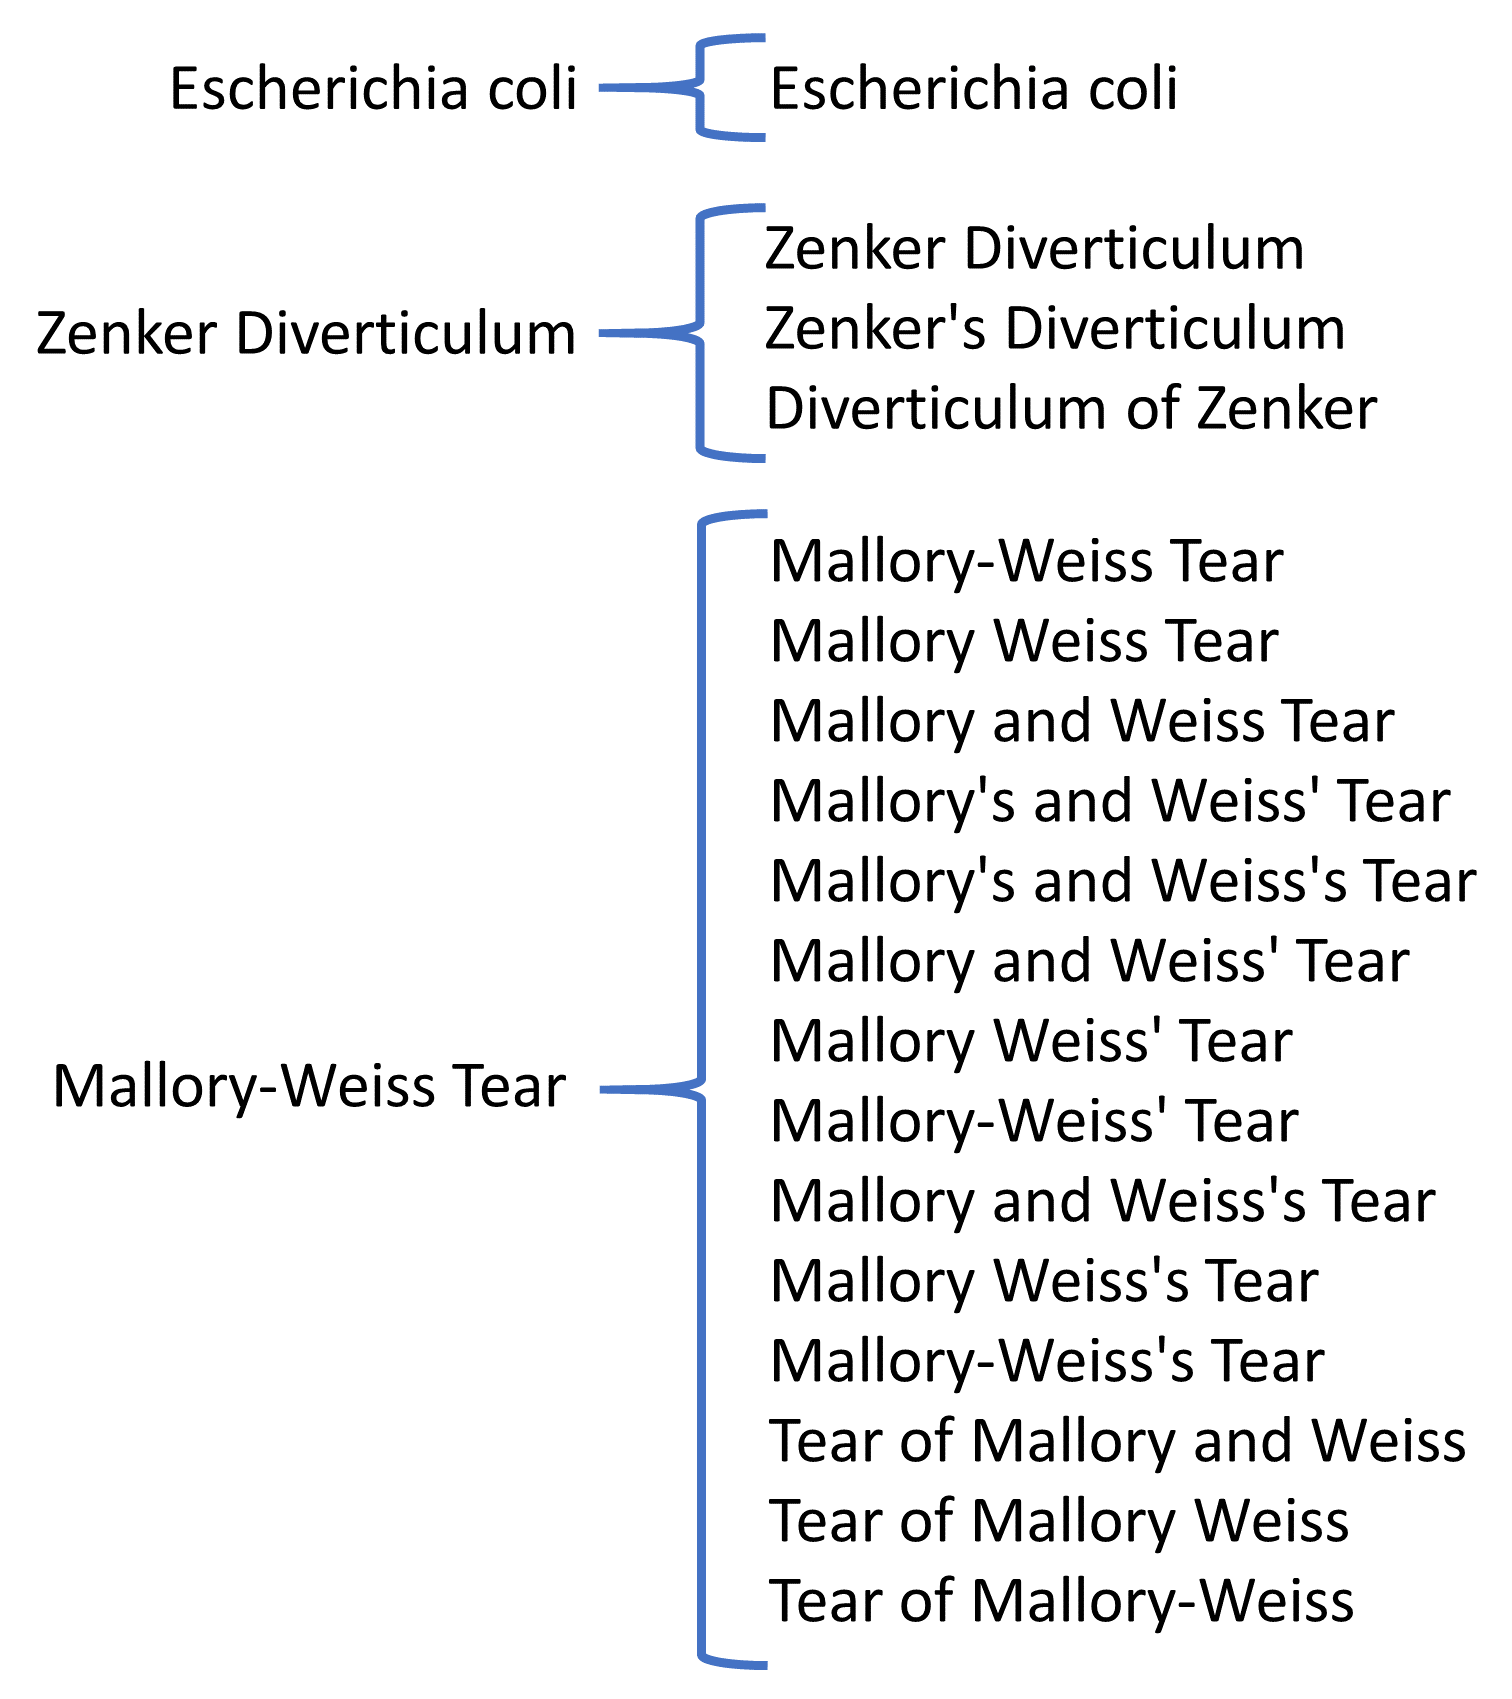 Escherichia coli
Escherichia coli
Zenker Diverticulum
Zenker Diverticulum
Zenker's Diverticulum
Diverticulum of Zenker
Mallory-Weiss Tear
Mallory-Weiss Tear
Mallory Weiss Tear
Mallory and Weiss Tear
Mallory's and Weiss' Tear
Mallory's and Weiss's Tear
Mallory and Weiss' Tear
Mallory Weiss' Tear
Mallory-Weiss' Tear
Mallory and Weiss's Tear
Mallory Weiss's Tear
Mallory-Weiss's Tear
Tear of Mallory and Weiss
Tear of Mallory Weiss
Tear of Mallory-Weiss